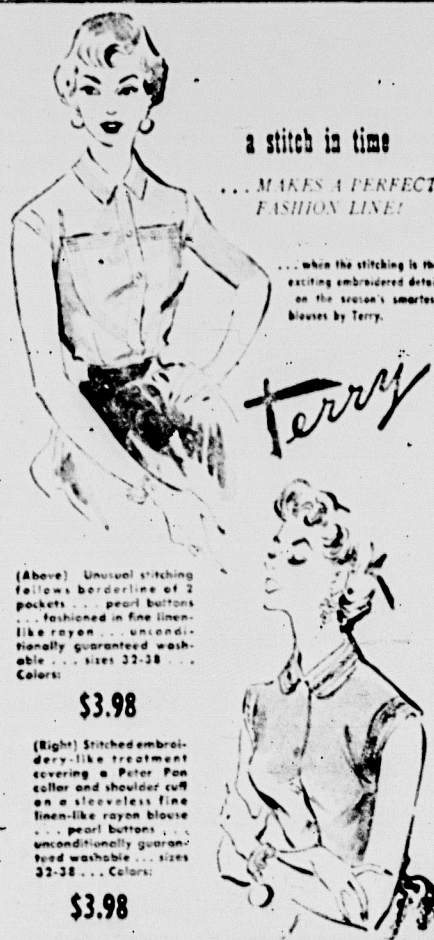 a stitch in time
... MAKES A PERFECT
FASHION LINE!
... when the stitching is the
exciting embroidered detail
on the season's smartest
blouses by Terry.
Terry
(Above) Unusual stitching
follows borderline of 2
pockets ... pearl buttons
... fashioned in fine linen-
like rayon ... uncondi-
tionally guaranteed wash-
able ... sizes 32-38 ...
Colors:
$3.98
(Right) Stitched embroi-
dery-like treatment
covering a Peter Pan
collar and shoulder cuff
on a sleeveless fine
linen-like rayon blouse
... pearl buttons ...
unconditionally guaran-
teed washable ... sizes
32-38 ... Colors:
$3.98